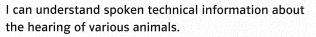 I can understand spoken technical information about
the hearing of various animals.